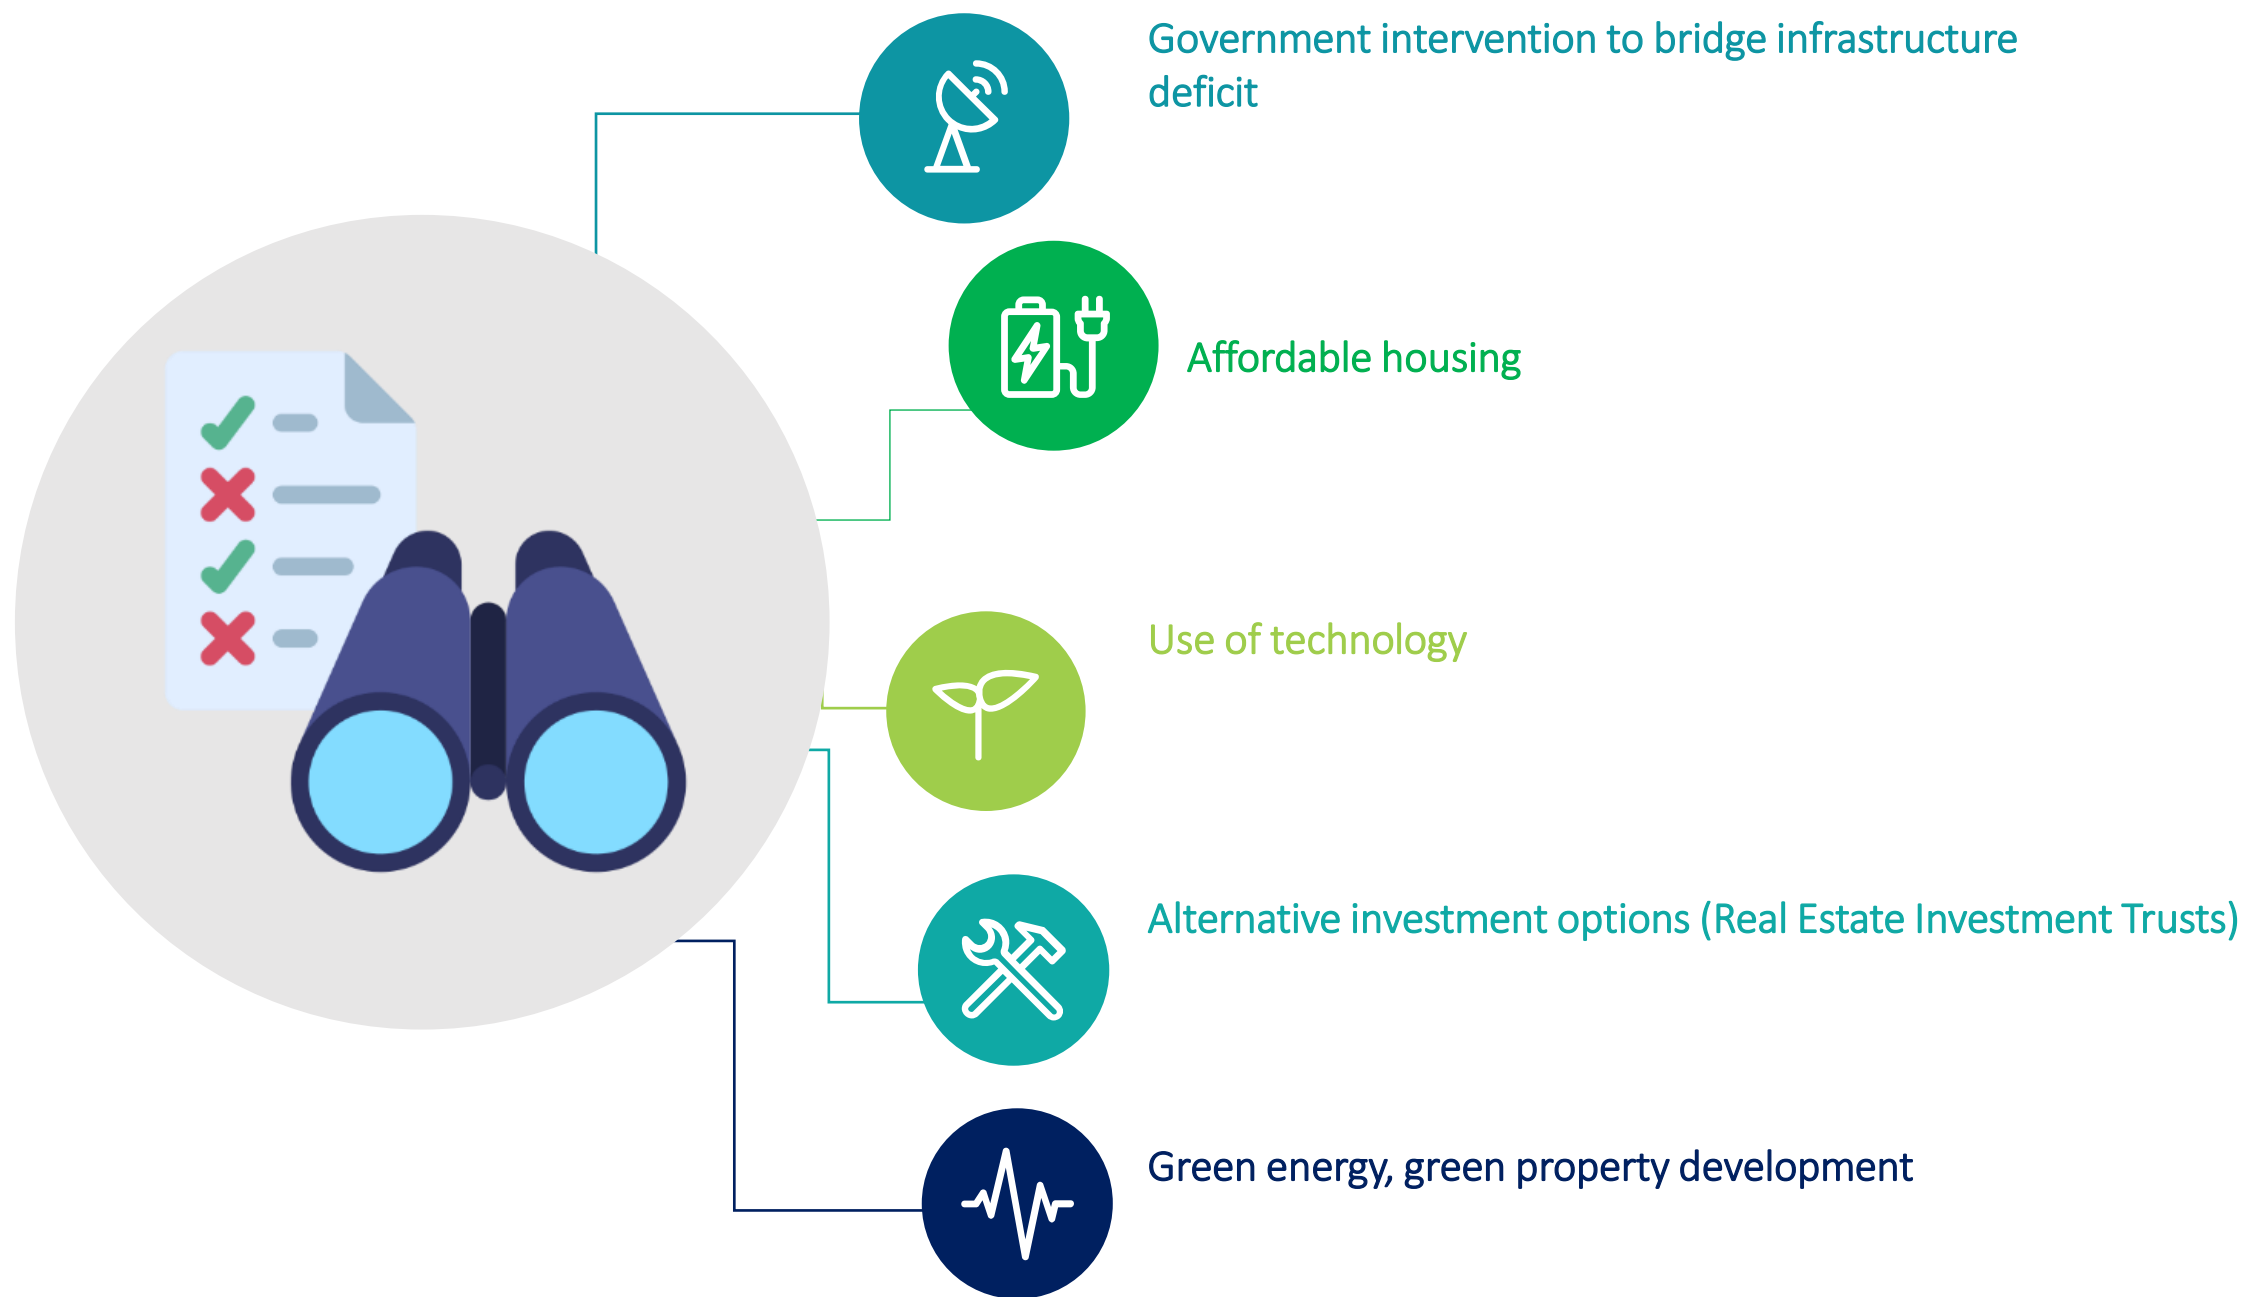 Government intervention to bridge infrastructure
deficit
Affordable housing
Use of technology
Alternative investment options (Real Estate Investment Trusts)
Green energy, green property development